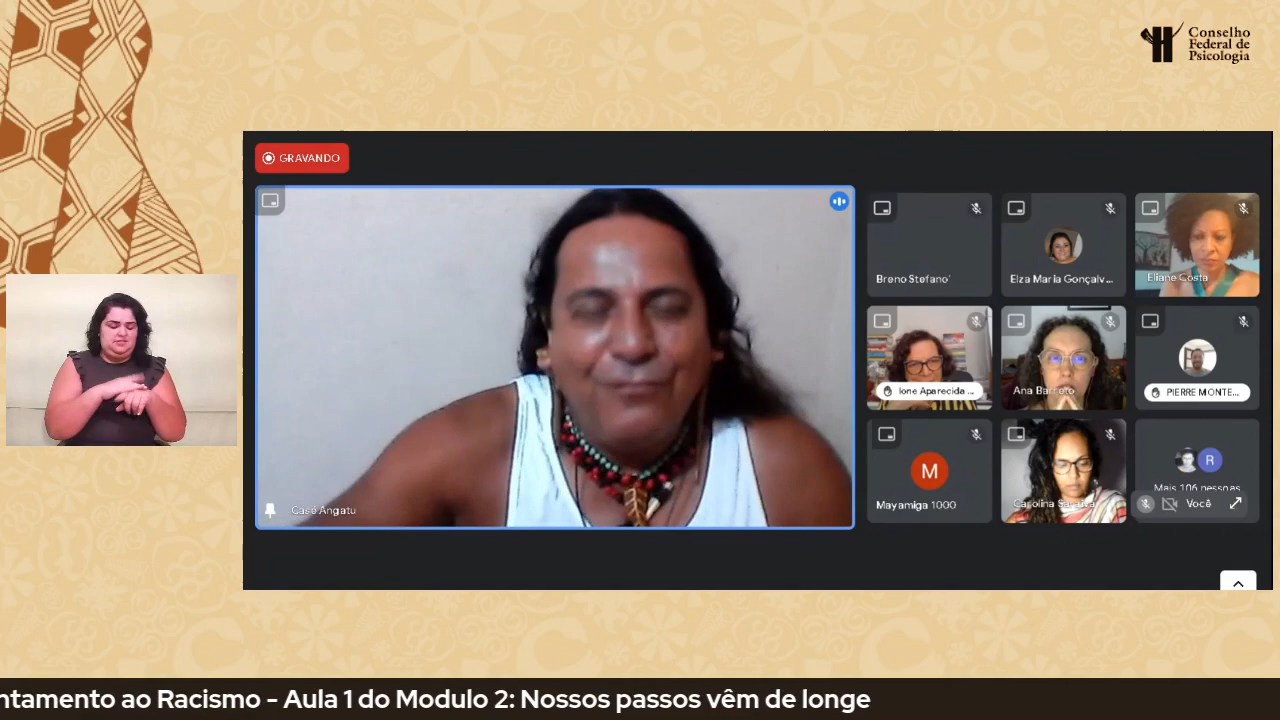 Conselho
Federal de
Psicologia
GRAVANDO
Breno Stefano
Elza Maria Gonçalv...
Eliane Costa
Ione Aparecida ...
Ana Barreto
PIERRE MONTE...
M
R
Mayamiga 1000
Carolina Saraiva
Mais 106 pessoas
Você
Casé Angatu
ntamento ao Racismo - Aula 1 do Modulo 2: Nossos passos vêm de longe